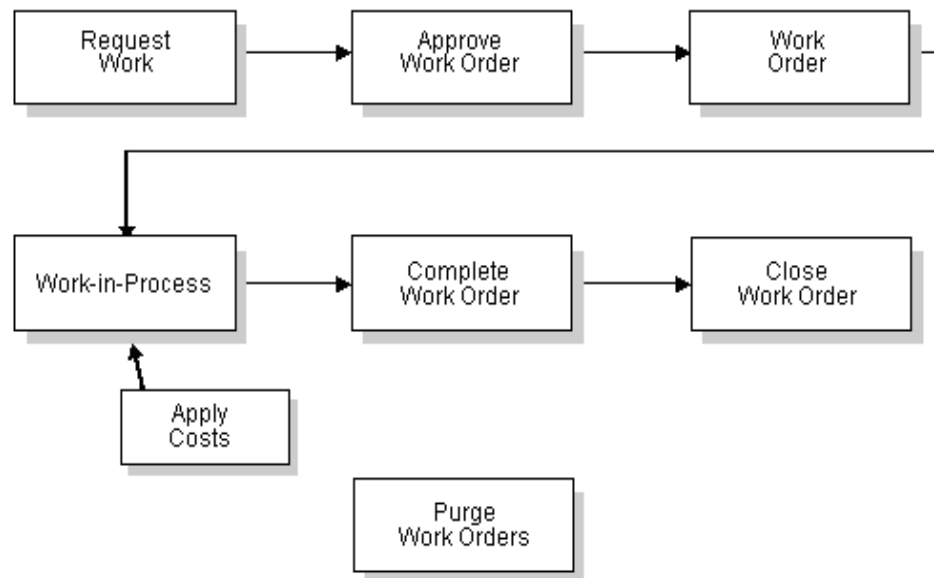 Request
Work
Approve
Work Order
Work
Order
Work-in-Process
Complete
Work Order
Close
Work Order
Apply
Costs
Purge
Work Orders